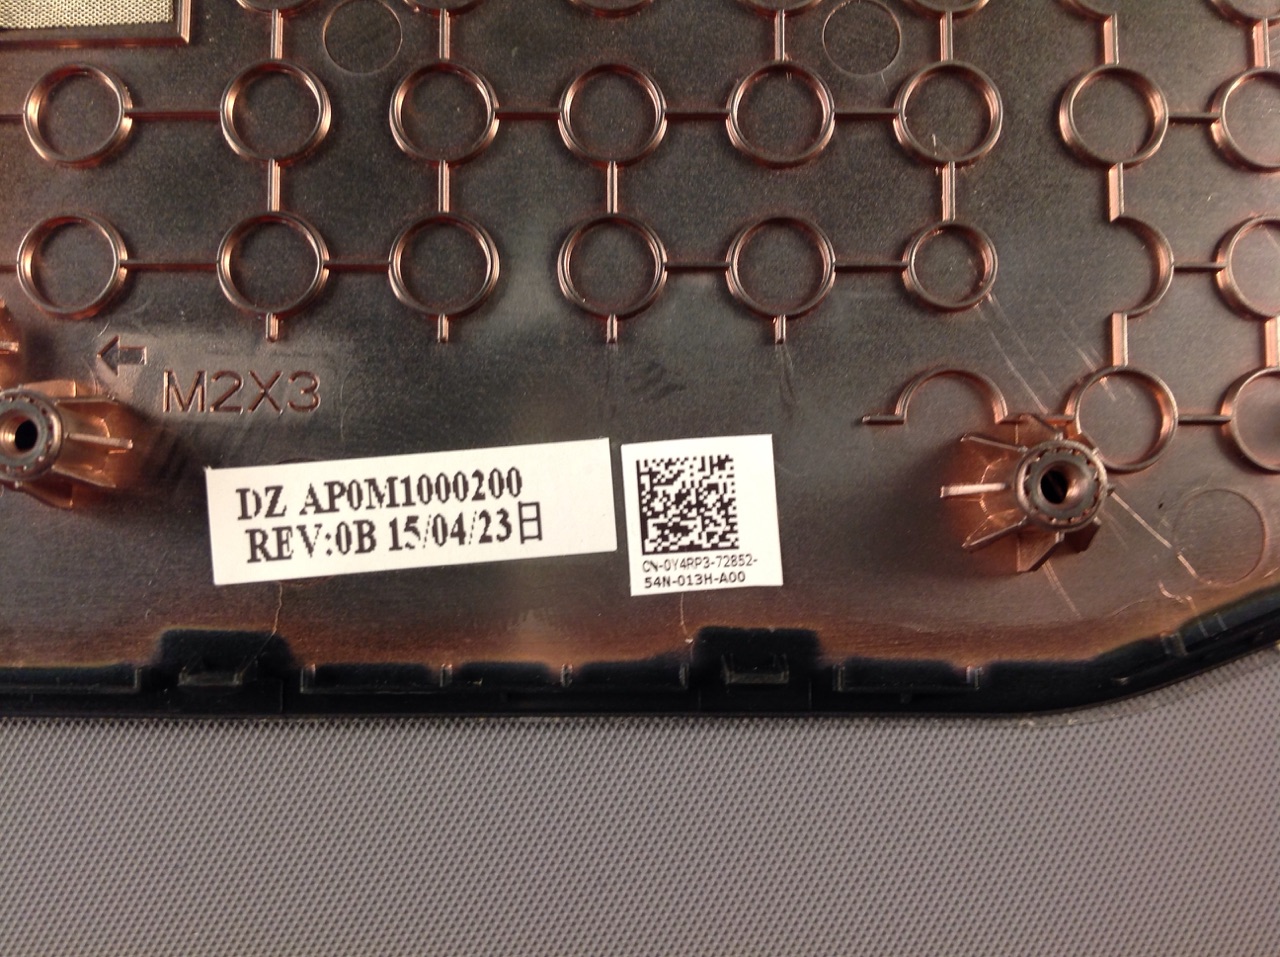 M2X3
DZ AP0M1000200
REV:0B 15/04/23日
CN-0Y4RP3-72852-
54N-013H-A00